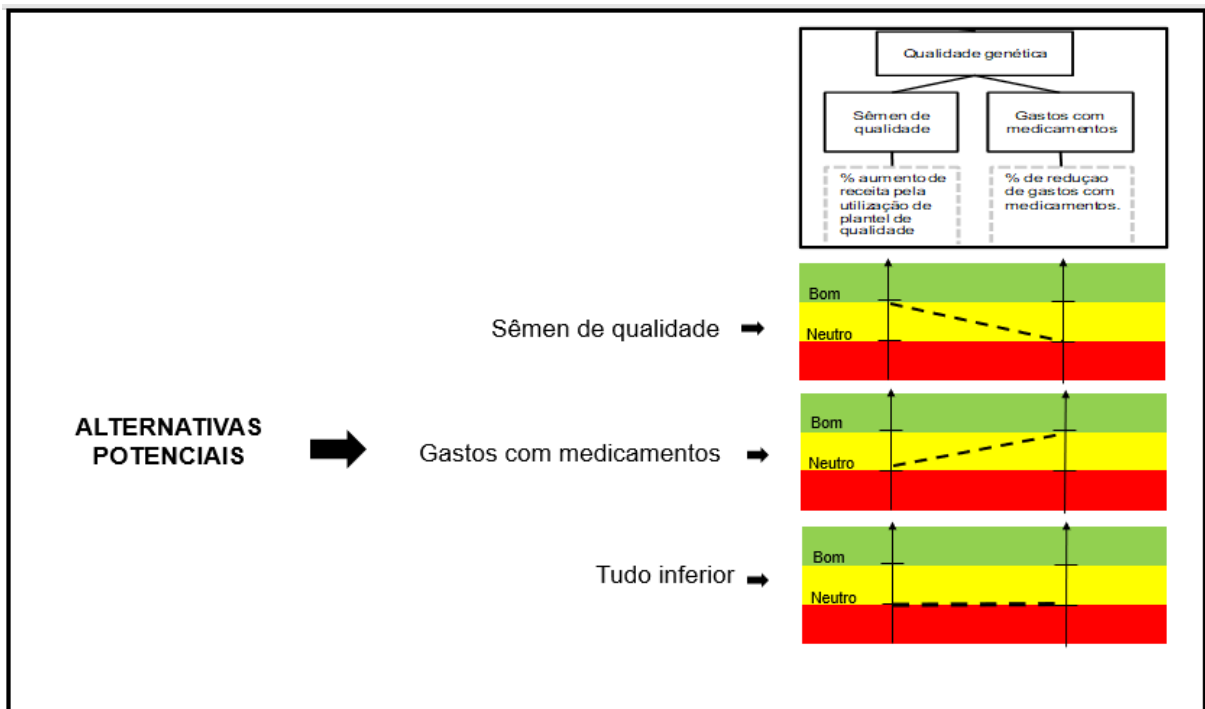 Qualidade genética
Sêmen de
qualidade
Gastos com
medicamentos
% aumento de
receita pela
utilização de
plantel de
qualidade
% de reduçao
de gastos com
medicamentos.
Bom
Neutro
Sêmen de qualidade
ALTERNATIVAS
POTENCIAIS
Bom
Neutro
Gastos com medicamentos
Bom
Neutro
Tudo inferior